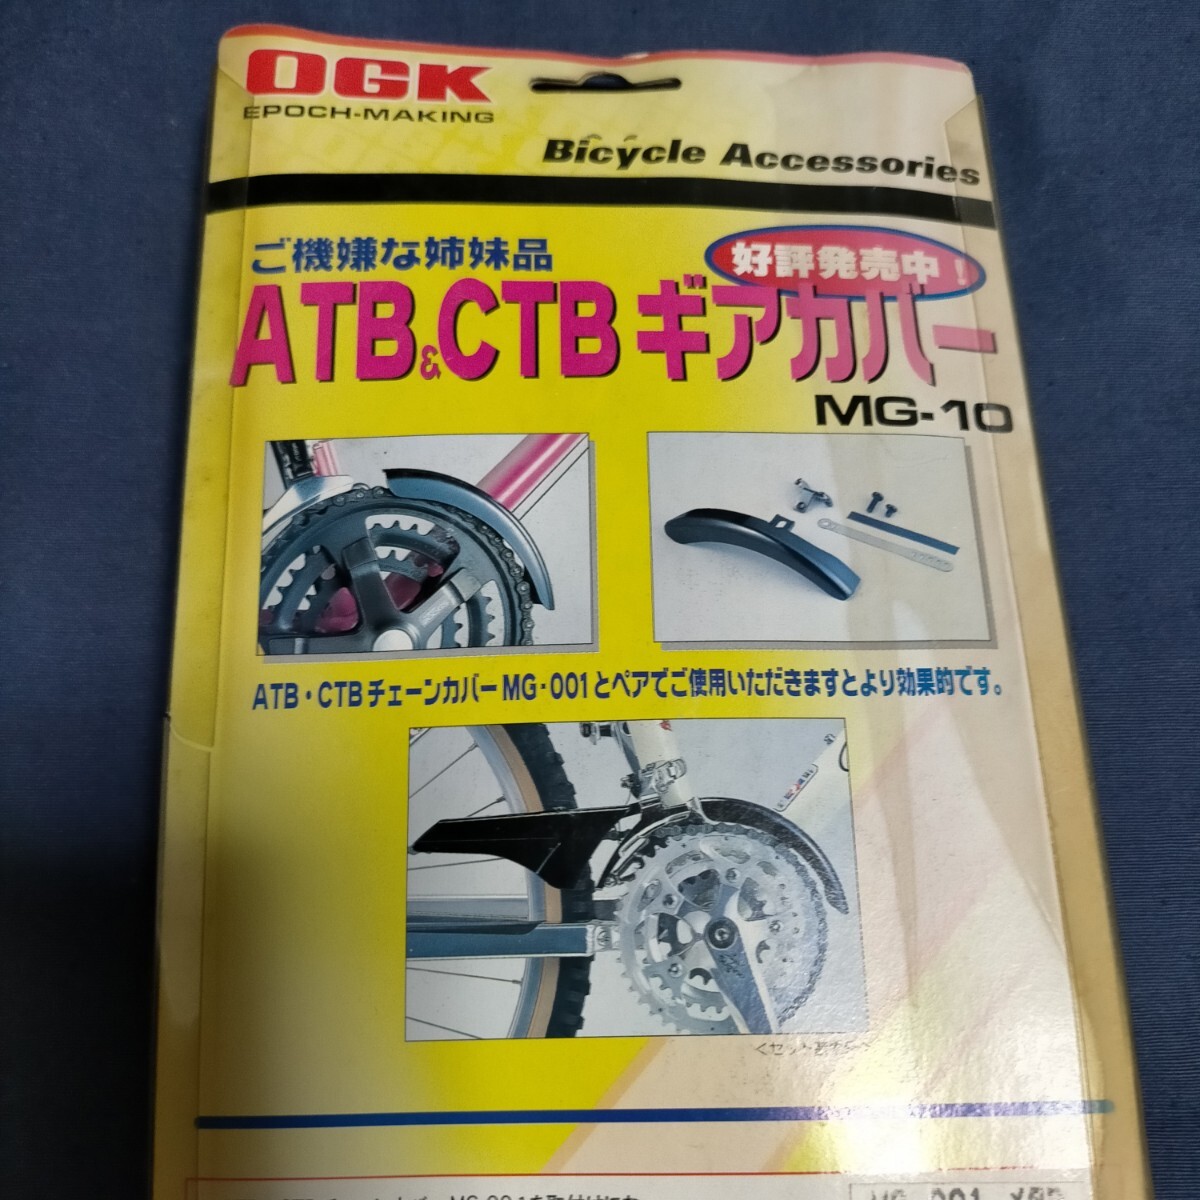 OGK
EPOCH-MAKING
Bicycle Accessories
ご機嫌な姉妹品
好評発売中!
ATB&CTBギアカバー
MG-10
ATB・CTBチェーンカバーMG・001とペアでご使用いただきますとより効果的です。